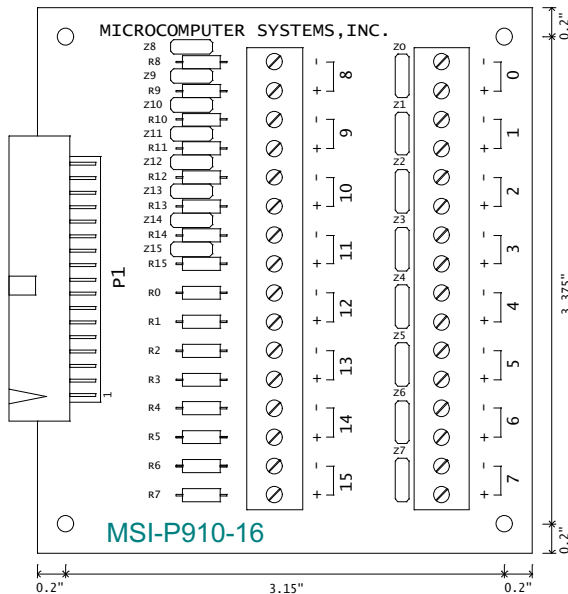 MICROCOMPUTER SYSTEMS,INC.
0.2"
Z8
R8
Z9
R9
Z10
R10
Z11
R11
Z12
R12
Z13
R13
Z14
R14
Z15
R15
R0
R1
R2
R3
R4
R5
R6
R7
P1
1
- + 8
- + 9
- + 10
- + 11
- + 12
- + 13
- + 14
- + 15
Z0
Z1
Z2
Z3
Z4
Z5
Z6
Z7
- + 0
- + 1
- + 2
- + 3
- + 4
- + 5
- + 6
- + 7
3.375"
0.2"
MSI-P910-16
0.2"
3.15"
0.2"